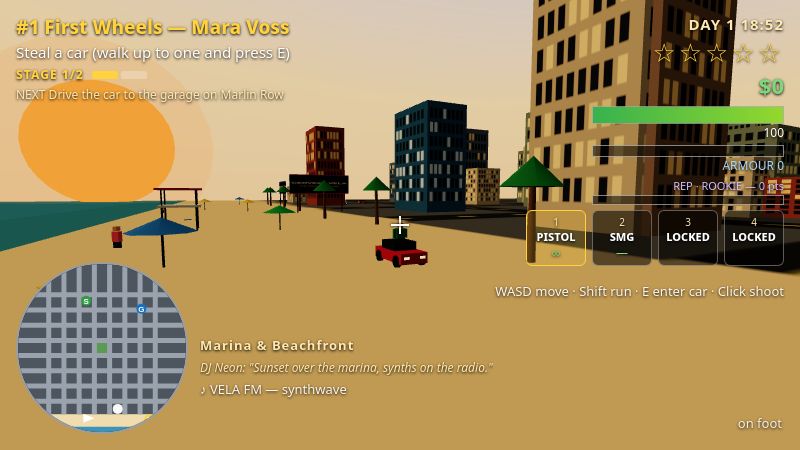 #1 First Wheels — Mara Voss
Steal a car (walk up to one and press E)
STAGE 1/2
NEXT Drive the car to the garage on Marlin Row
DAY 1 18:52
☆ ☆ ☆ ☆ ☆
$0
100
ARMOUR 0
REP · ROOKIE — 0 pts
1
PISTOL
∞
2
SMG
—
3
LOCKED
4
LOCKED
WASD move · Shift run · E enter car · Click shoot
S
G
Marina & Beachfront
DJ Neon: "Sunset over the marina, synths on the radio."
♪ VELA FM — synthwave
on foot